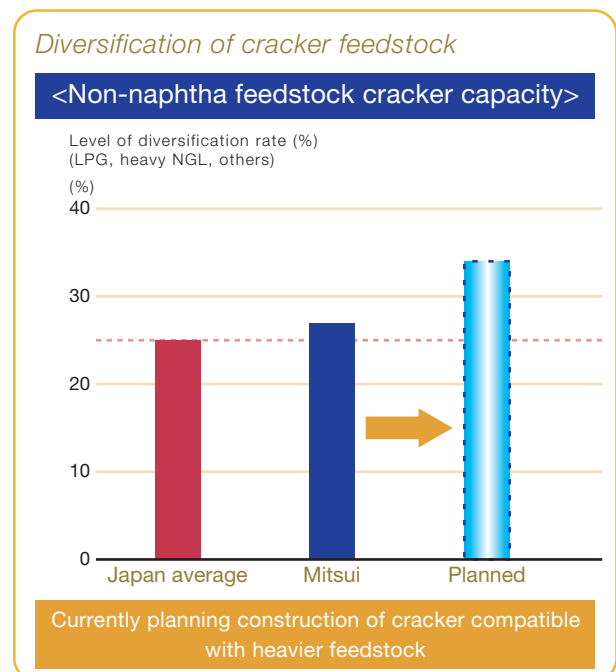 Diversification of cracker feedstock
<Non-naphtha feedstock cracker capacity>
Level of diversification rate (%)
(LPG, heavy NGL, others)
(%)
40
30
20
10
0
Japan average Mitsui Planned
Currently planning construction of cracker compatible
with heavier feedstock